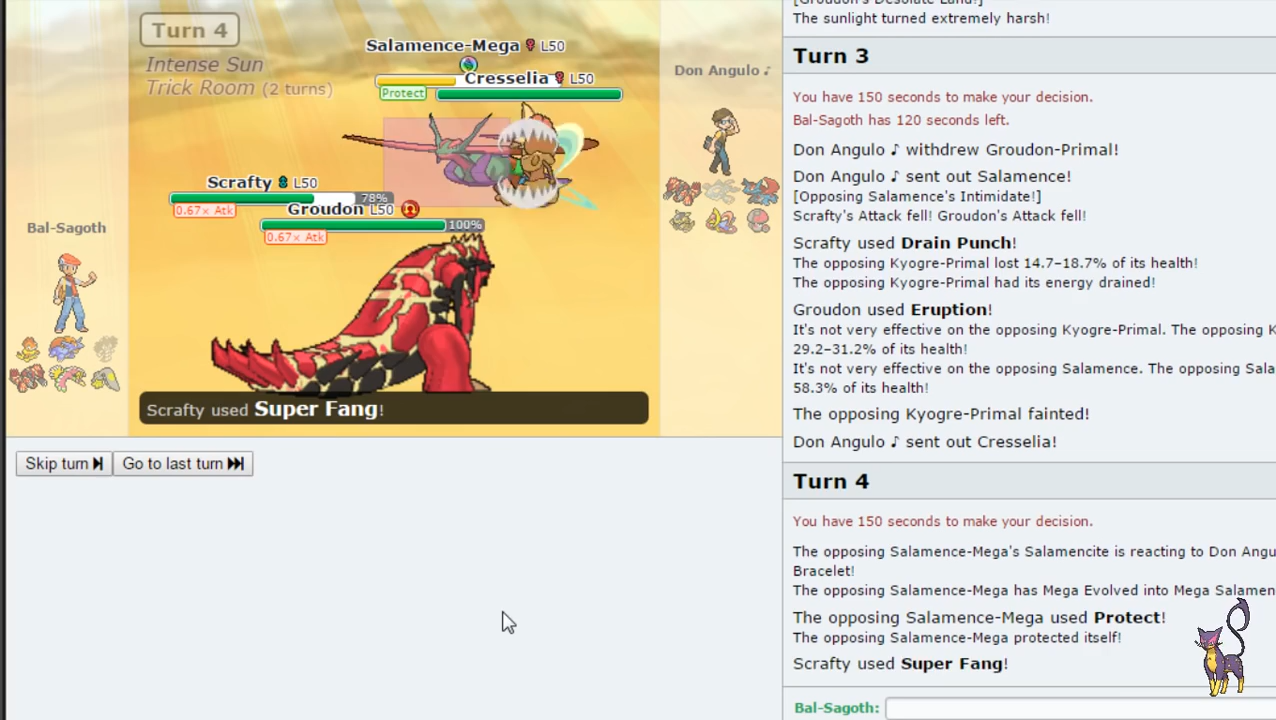 Turn 4
Intense Sun
Trick Room (2 turns)
Salamence-Mega L50
Cresselia L50
Protect
Scrafty L50
78%
0.67× Atk
Groudon L50
100%
0.67× Atk
Bal-Sagoth
Don Angulo ♪
Scrafty used Super Fang!
Skip turn
Go to last turn
[Groudon's Desolate Land!]
The sunlight turned extremely harsh!
Turn 3
You have 150 seconds to make your decision.
Bal-Sagoth has 120 seconds left.
Don Angulo ♪ withdrew Groudon-Primal!
Don Angulo ♪ sent out Salamence!
[Opposing Salamence's Intimidate!]
Scrafty's Attack fell! Groudon's Attack fell!
Scrafty used Drain Punch!
The opposing Kyogre-Primal lost 14.7–18.7% of its health!
The opposing Kyogre-Primal had its energy drained!
Groudon used Eruption!
It's not very effective on the opposing Kyogre-Primal. The opposing K
29.2–31.2% of its health!
It's not very effective on the opposing Salamence. The opposing Sala
58.3% of its health!
The opposing Kyogre-Primal fainted!
Don Angulo ♪ sent out Cresselia!
Turn 4
You have 150 seconds to make your decision.
The opposing Salamence-Mega's Salamencite is reacting to Don Angu
Bracelet!
The opposing Salamence-Mega has Mega Evolved into Mega Salamen
The opposing Salamence-Mega used Protect!
The opposing Salamence-Mega protected itself!
Scrafty used Super Fang!
Bal-Sagoth: